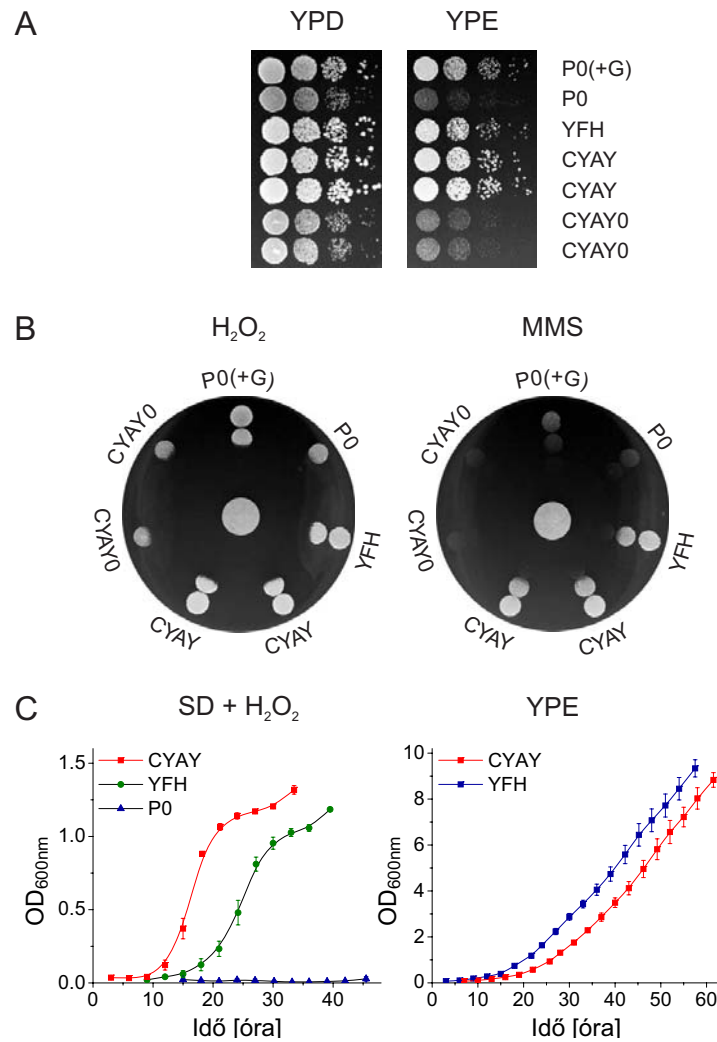 A
YPD YPE
P0(+G)
P0
YFH
CYAY
CYAY
CYAY0
CYAY0
B
H₂O₂ MMS
P0(+G)
P0
YFH
CYAY
CYAY
CYAY0
CYAY0
P0(+G)
P0
YFH
CYAY
CYAY
CYAY0
CYAY0
C
SD + H₂O₂
CYAY
YFH
P0
OD600nm
1.5
1.0
0.5
0.0
0 10 20 30 40
Idő [óra]
YPE
CYAY
YFH
OD600nm
10
8
6
4
2
0
0 10 20 30 40 50 60
Idő [óra]